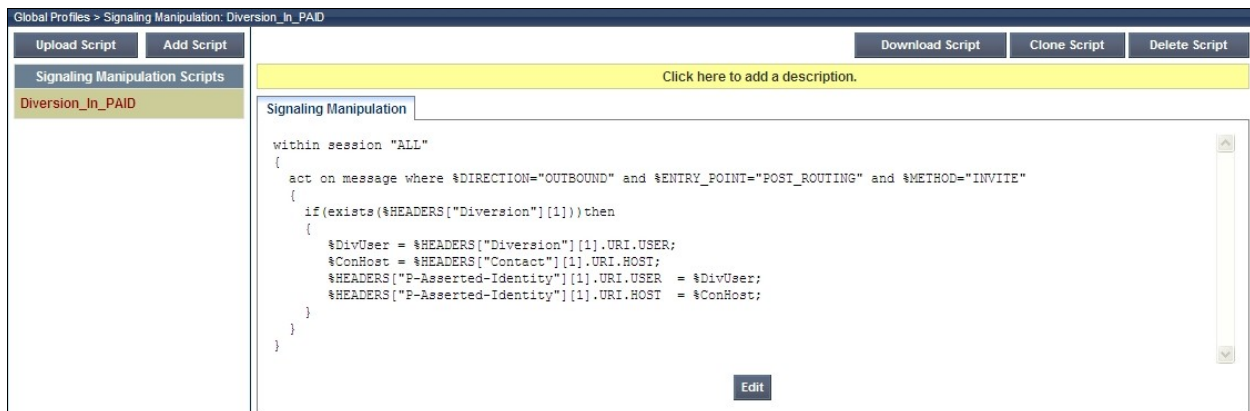 Global Profiles > Signaling Manipulation: Diversion_In_PAID
Upload Script Add Script Download Script Clone Script Delete Script
Signaling Manipulation Scripts
Click here to add a description.
Diversion_In_PAID
Signaling Manipulation
within session "ALL"
{
act on message where %DIRECTION="OUTBOUND" and %ENTRY_POINT="POST_ROUTING" and %METHOD="INVITE"
{
if(exists(%HEADERS["Diversion"][1]))then
{
%DivUser = %HEADERS["Diversion"][1].URI.USER;
%ConHost = %HEADERS["Contact"][1].URI.HOST;
%HEADERS["P-Asserted-Identity"][1].URI.USER = %DivUser;
%HEADERS["P-Asserted-Identity"][1].URI.HOST = %ConHost;
}
}
}
Edit